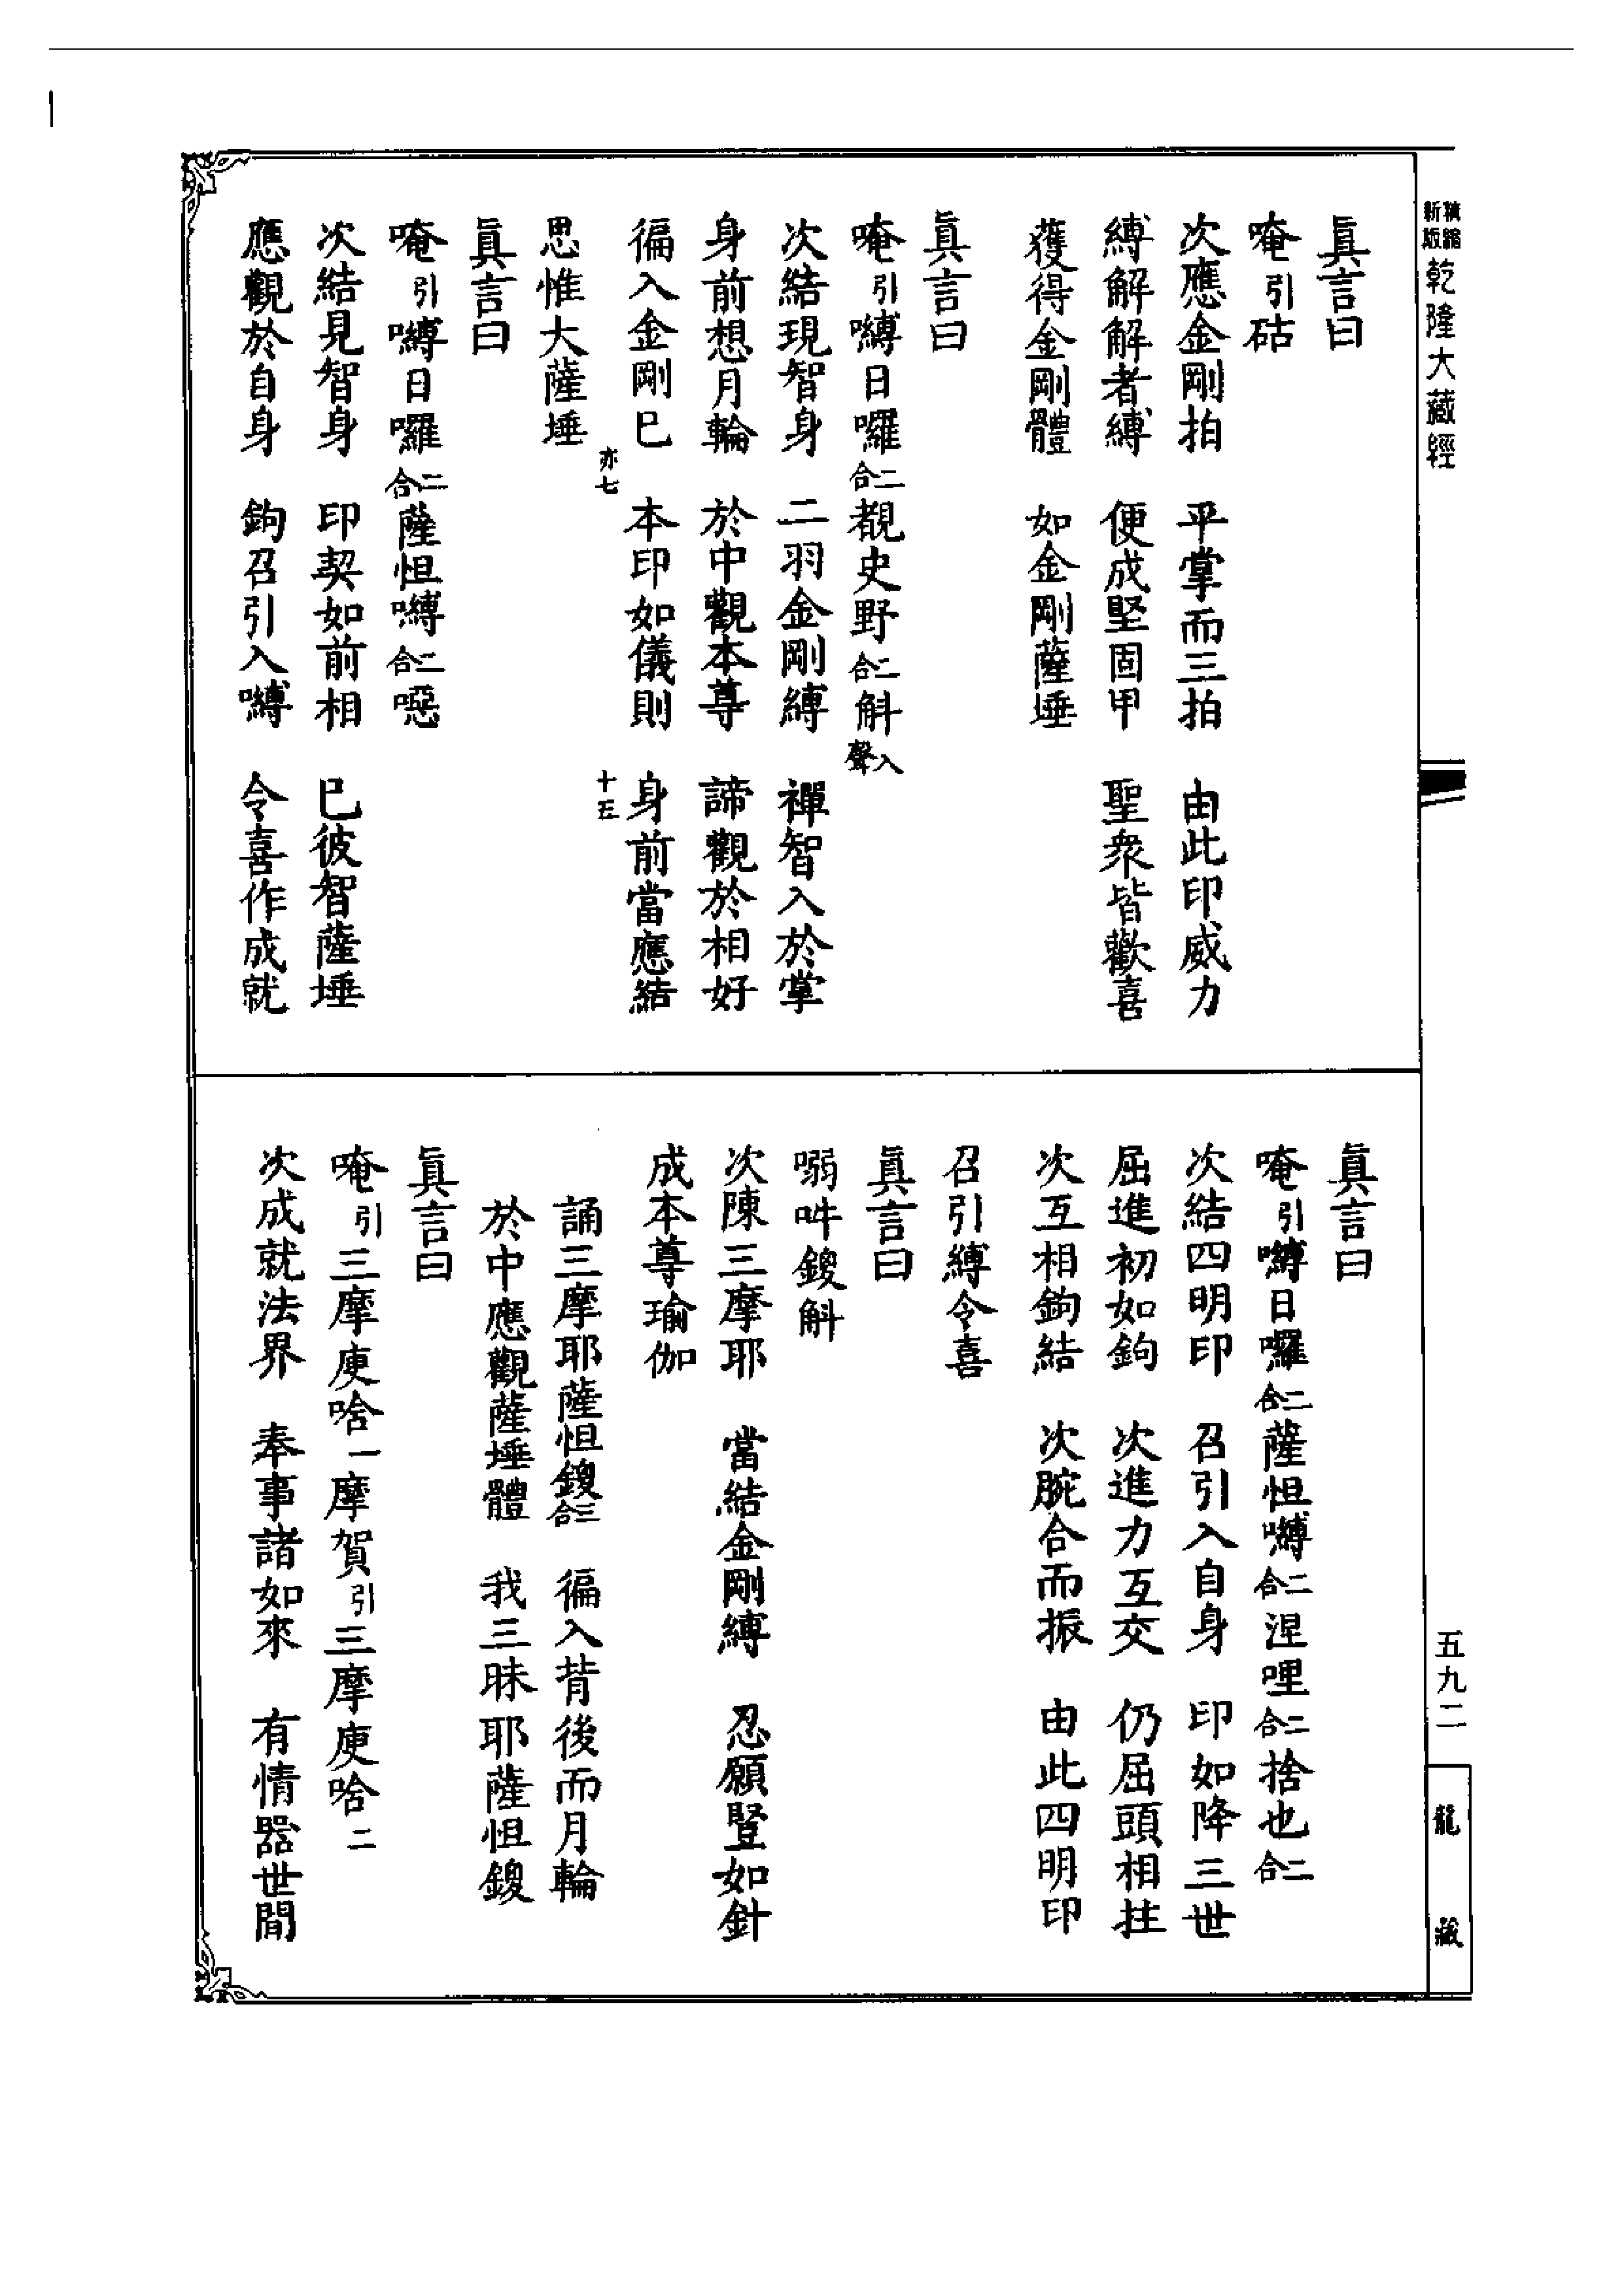 新版精縮乾隆大藏經
真言曰
唵引砧
次應金剛拍　平掌而三拍　由此印威力
縛解解者縛　便成堅固甲　聖衆皆歡喜
獲得金剛體　如金剛薩埵
真言曰
唵引嚩日囉二合覩史野二合斛入聲
次結現智身　二羽金剛縛　禪智入於掌
身前想月輪　於中觀本尊　諦觀於相好
徧入金剛已　本印如儀則　身前當應結
亦七　十三
思惟大薩埵
真言曰
唵引嚩日囉二合薩怛嚩二合噁
次結見智身　印契如前相　已彼智薩埵
應觀於自身　鉤召引入嚩　令喜作成就
真言曰
唵引嚩日囉二合薩怛嚩二合涅哩二合捨也二合
次結四明印　召引入自身　印如降三世
屈進初如鉤　次進力互交　仍屈頭相拄
次互相鉤結　次腕合而振　由此四明印
召引縛令喜
真言曰
嗍吽鑁斛
次陳三摩耶　當結金剛縛　忍願豎如針
成本尊瑜伽
誦三摩耶薩怛鑁二合　徧入背後而月輪
於中應觀薩埵體　我三昧耶薩怛鑁
真言曰
唵引三摩庾唅一摩賀引三摩庾唅二
次成就法界　奉事諸如來　有情器世間
五九二
龍藏